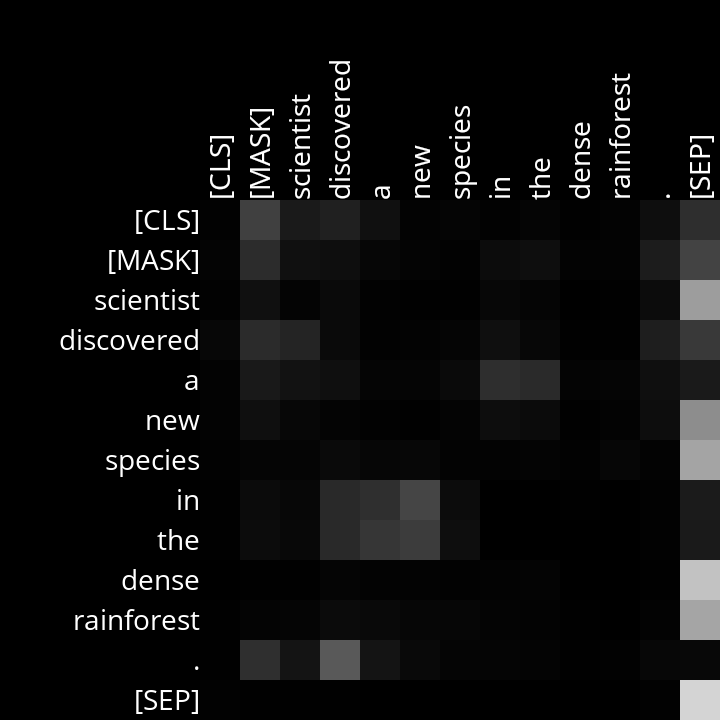 [CLS]
[MASK]
scientist
discovered
a
new
species
in
the
dense
rainforest
.
[SEP]
[CLS]
[MASK]
scientist
discovered
a
new
species
in
the
dense
rainforest
.
[SEP]